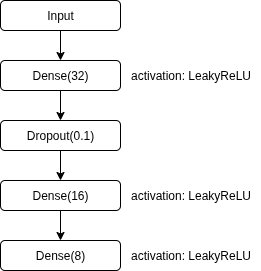 Input
Dense(32) activation: LeakyReLU
Dropout(0.1)
Dense(16) activation: LeakyReLU
Dense(8) activation: LeakyReLU